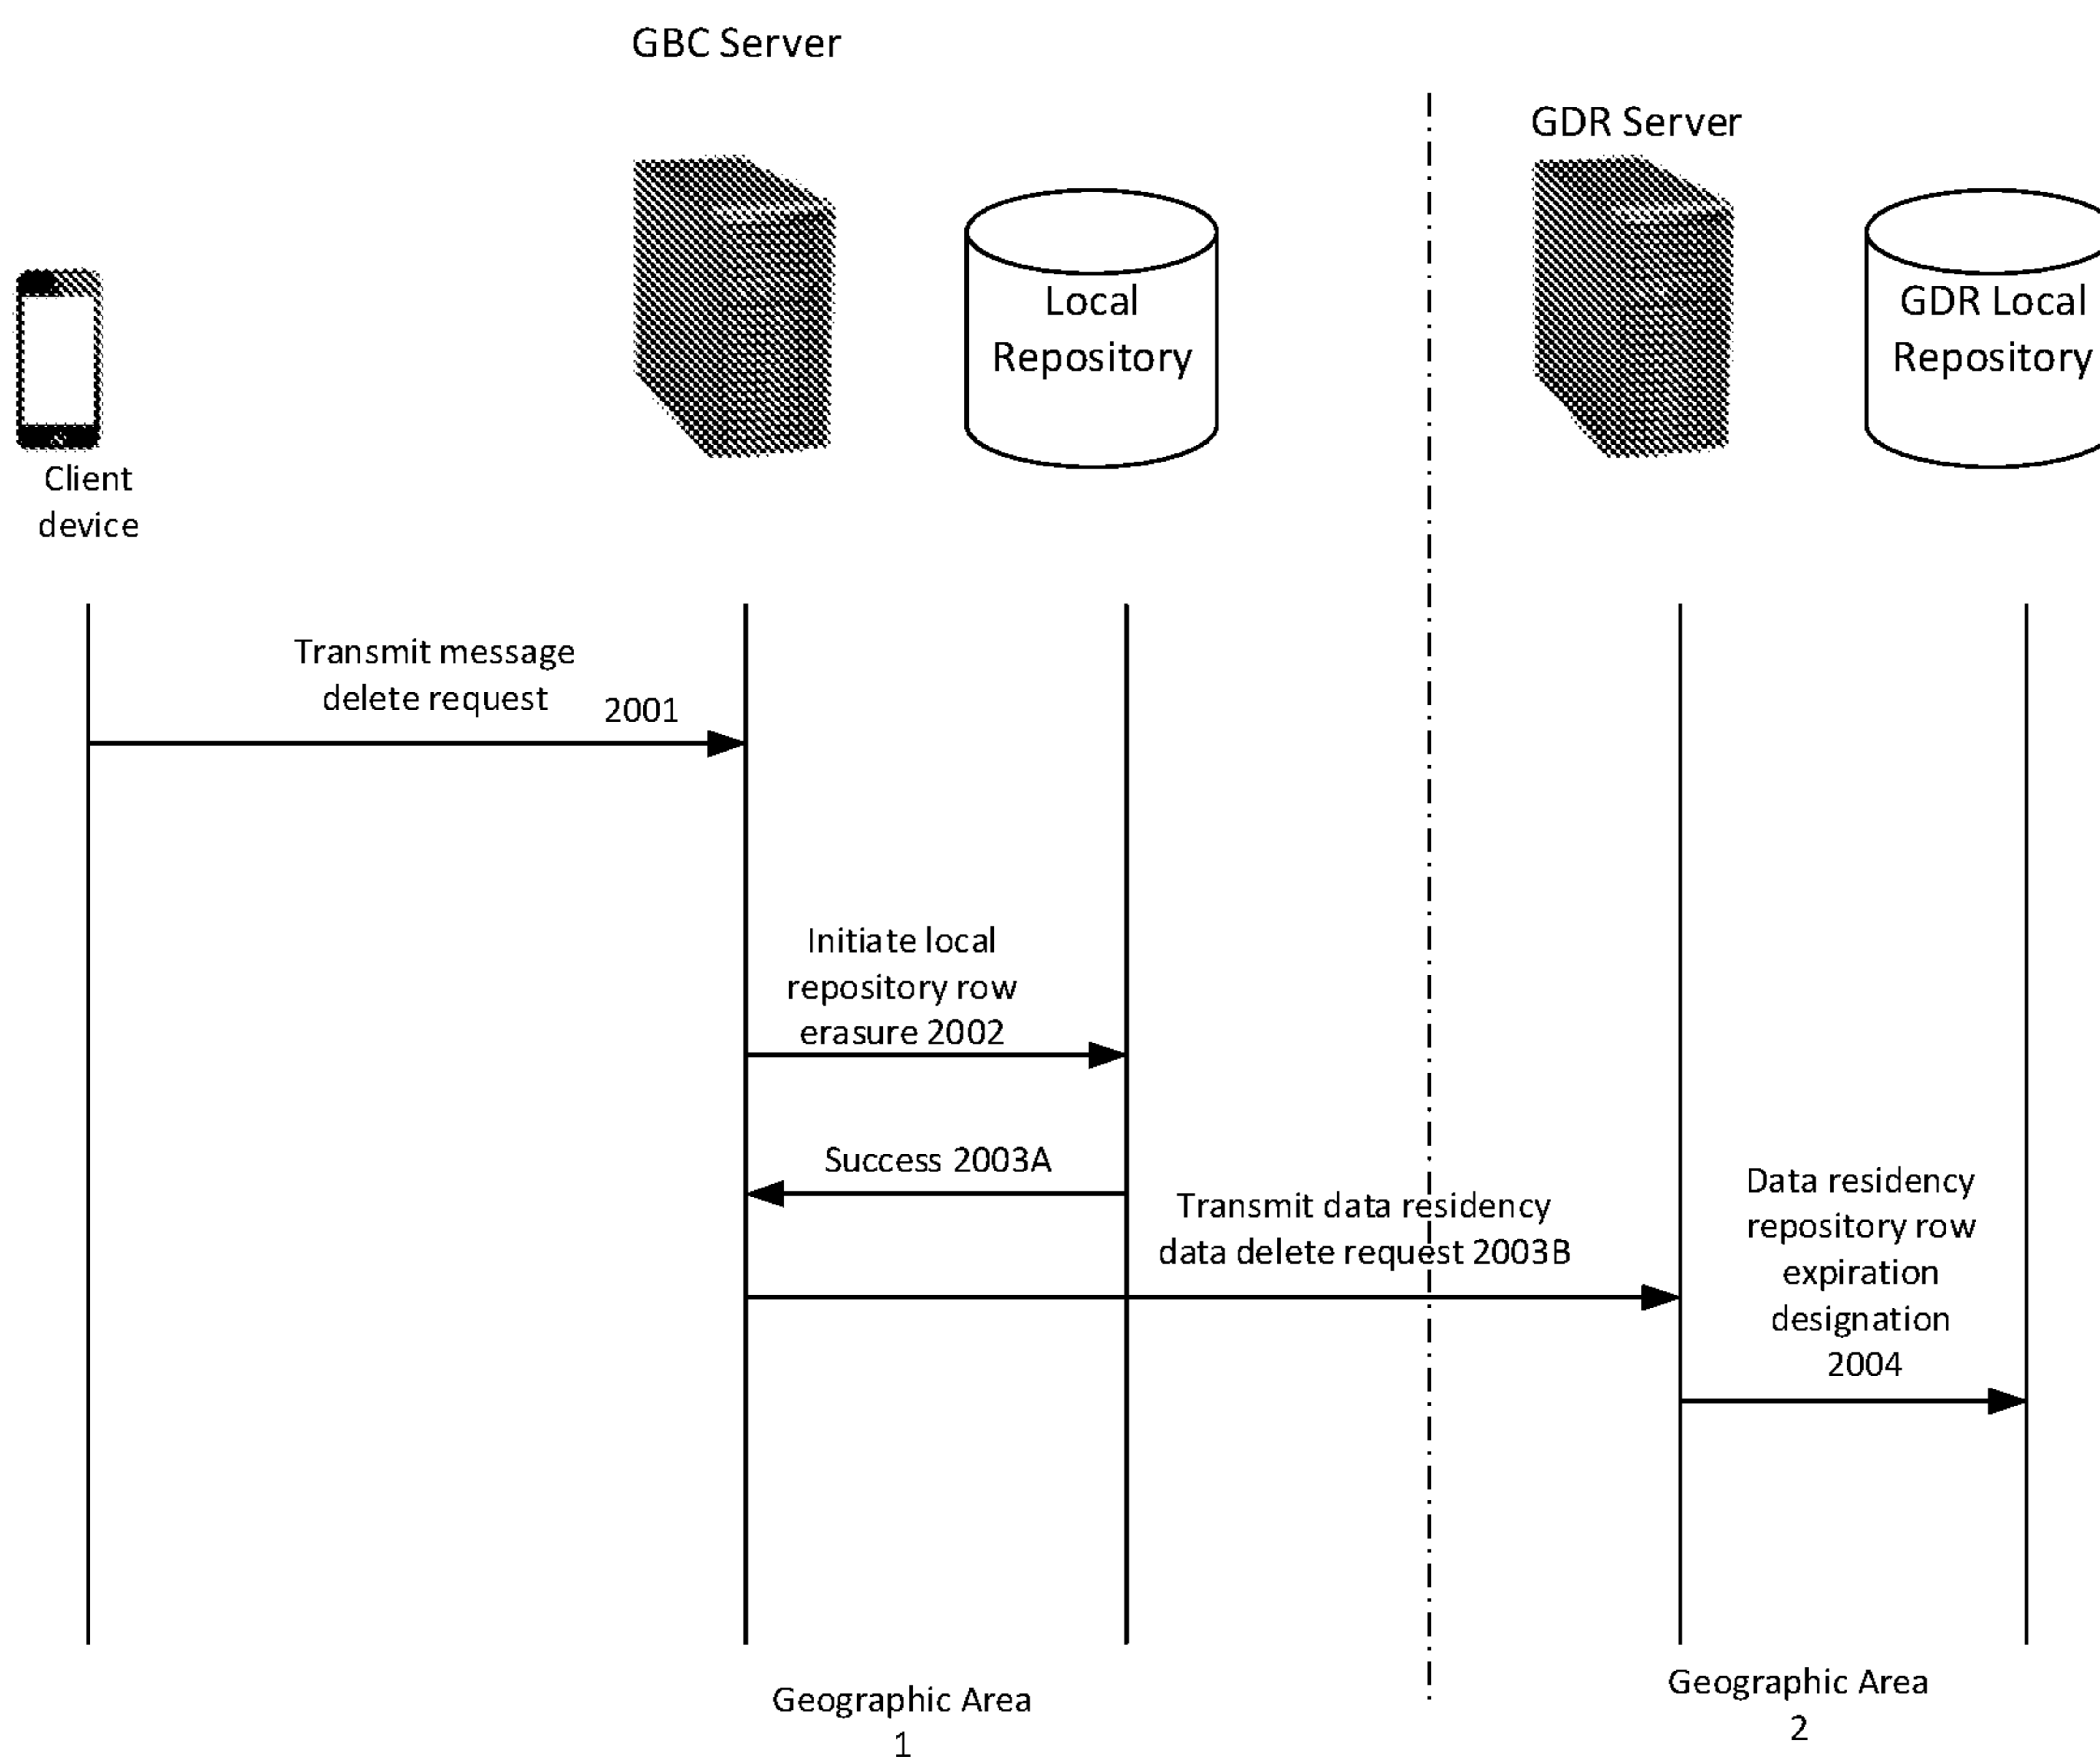 GBC Server
GDR Server
Local
Repository
GDR Local
Repository
Client
device
Transmit message
delete request
2001
Initiate local
repository row
erasure 2002
Success 2003A
Transmit data residency
data delete request 2003B
Data residency
repository row
expiration
designation
2004
Geographic Area
1
Geographic Area
2